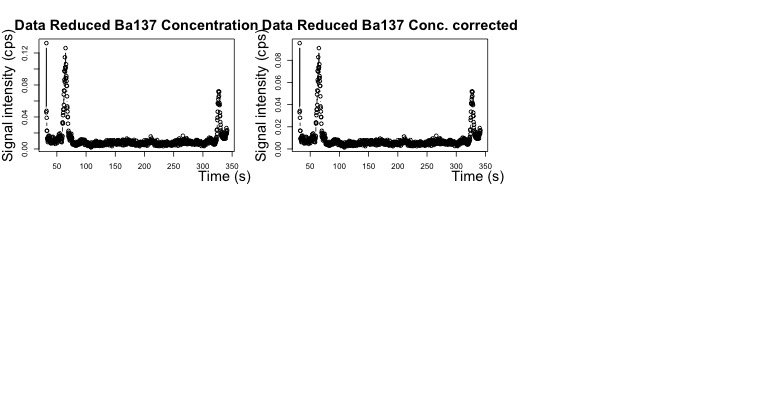 Data Reduced Ba137 Concentration
Signal intensity (cps)
0.00 0.04 0.08 0.12
50 100 150 200 250 300 350
Time (s)
Data Reduced Ba137 Conc. corrected
Signal intensity (cps)
0.00 0.02 0.04 0.06 0.08
50 100 150 200 250 300 350
Time (s)